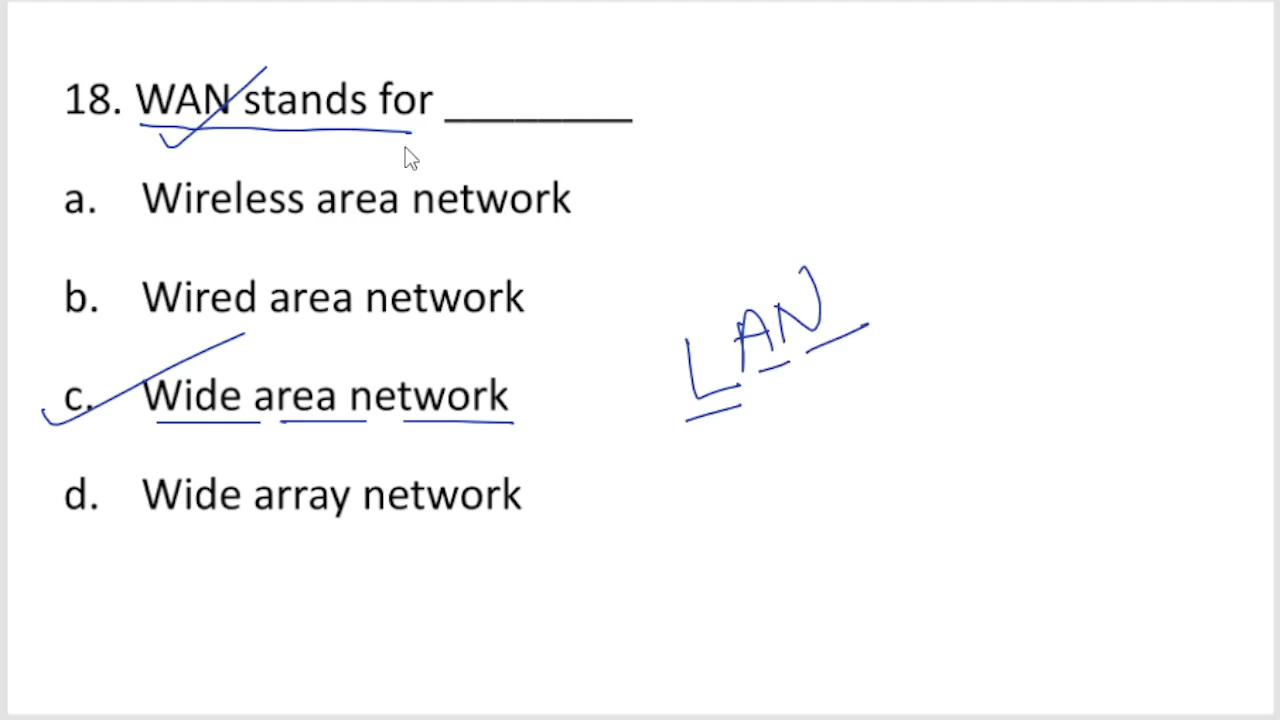 18. WAN stands for ________
a. Wireless area network
b. Wired area network
LAN
c. Wide area network
d. Wide array network